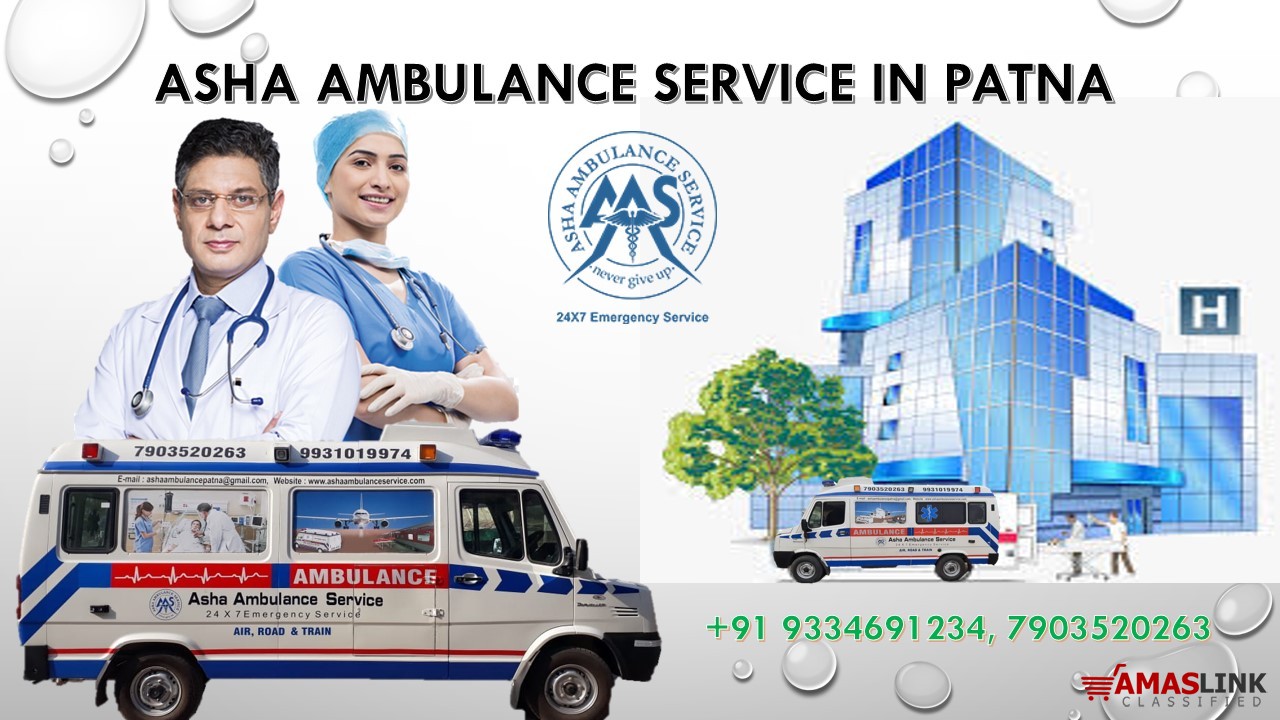 ASHA AMBULANCE SERVICE IN PATNA
ASHA AMBULANCE SERVICE
AAS
never give up
24X7 Emergency Service
H
7903520263 9931019974
E-mail : ashaambulancepatna@gmail.com, Website : www.ashaambulanceservice.com
AMBULANCE
Asha Ambulance Service
24 X 7 Emergency Service
AIR, ROAD & TRAIN
7903520263 9931019974
AMBULANCE
Asha Ambulance Service
AIR, ROAD & TRAIN
+91 9334691234, 7903520263
AMASLINK
CLASSIFIED